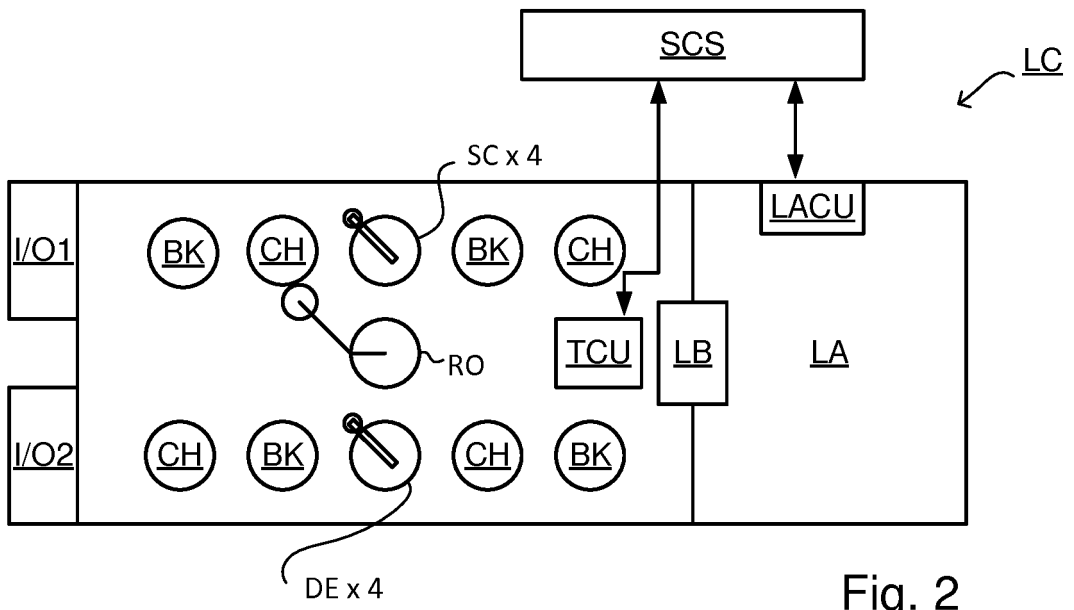 SCS
LC
SC x 4
LACU
I/O1
BK
CH
BK
CH
RO
TCU
LB
LA
I/O2
CH
BK
CH
BK
DE x 4
Fig. 2